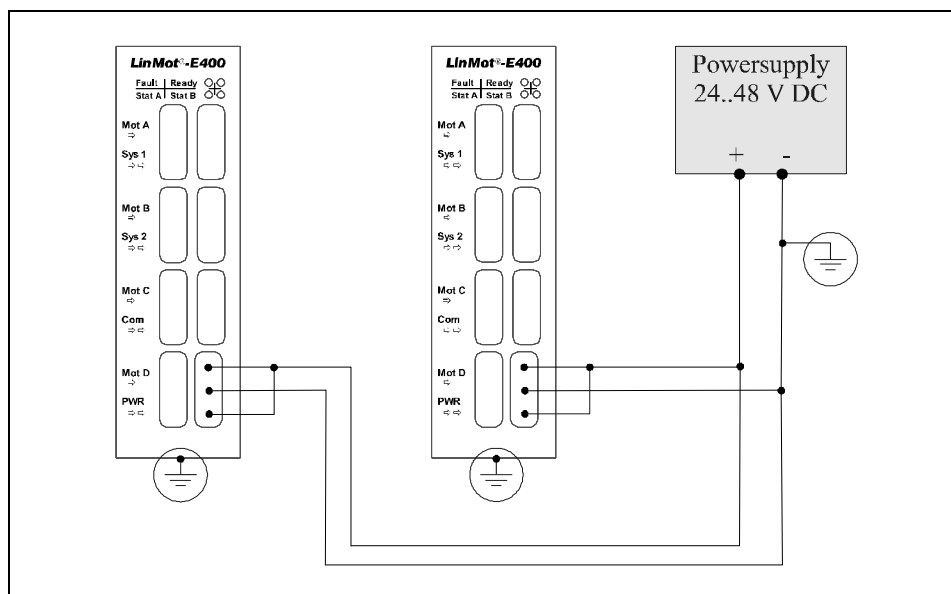 LinMot®-E400
Fault Ready
Stat A Stat B
Mot A
Sys 1
Mot B
Sys 2
Mot C
Com
Mot D
PWR
LinMot®-E400
Fault Ready
Stat A Stat B
Mot A
Sys 1
Mot B
Sys 2
Mot C
Com
Mot D
PWR
Powersupply
24..48 V DC
+ -